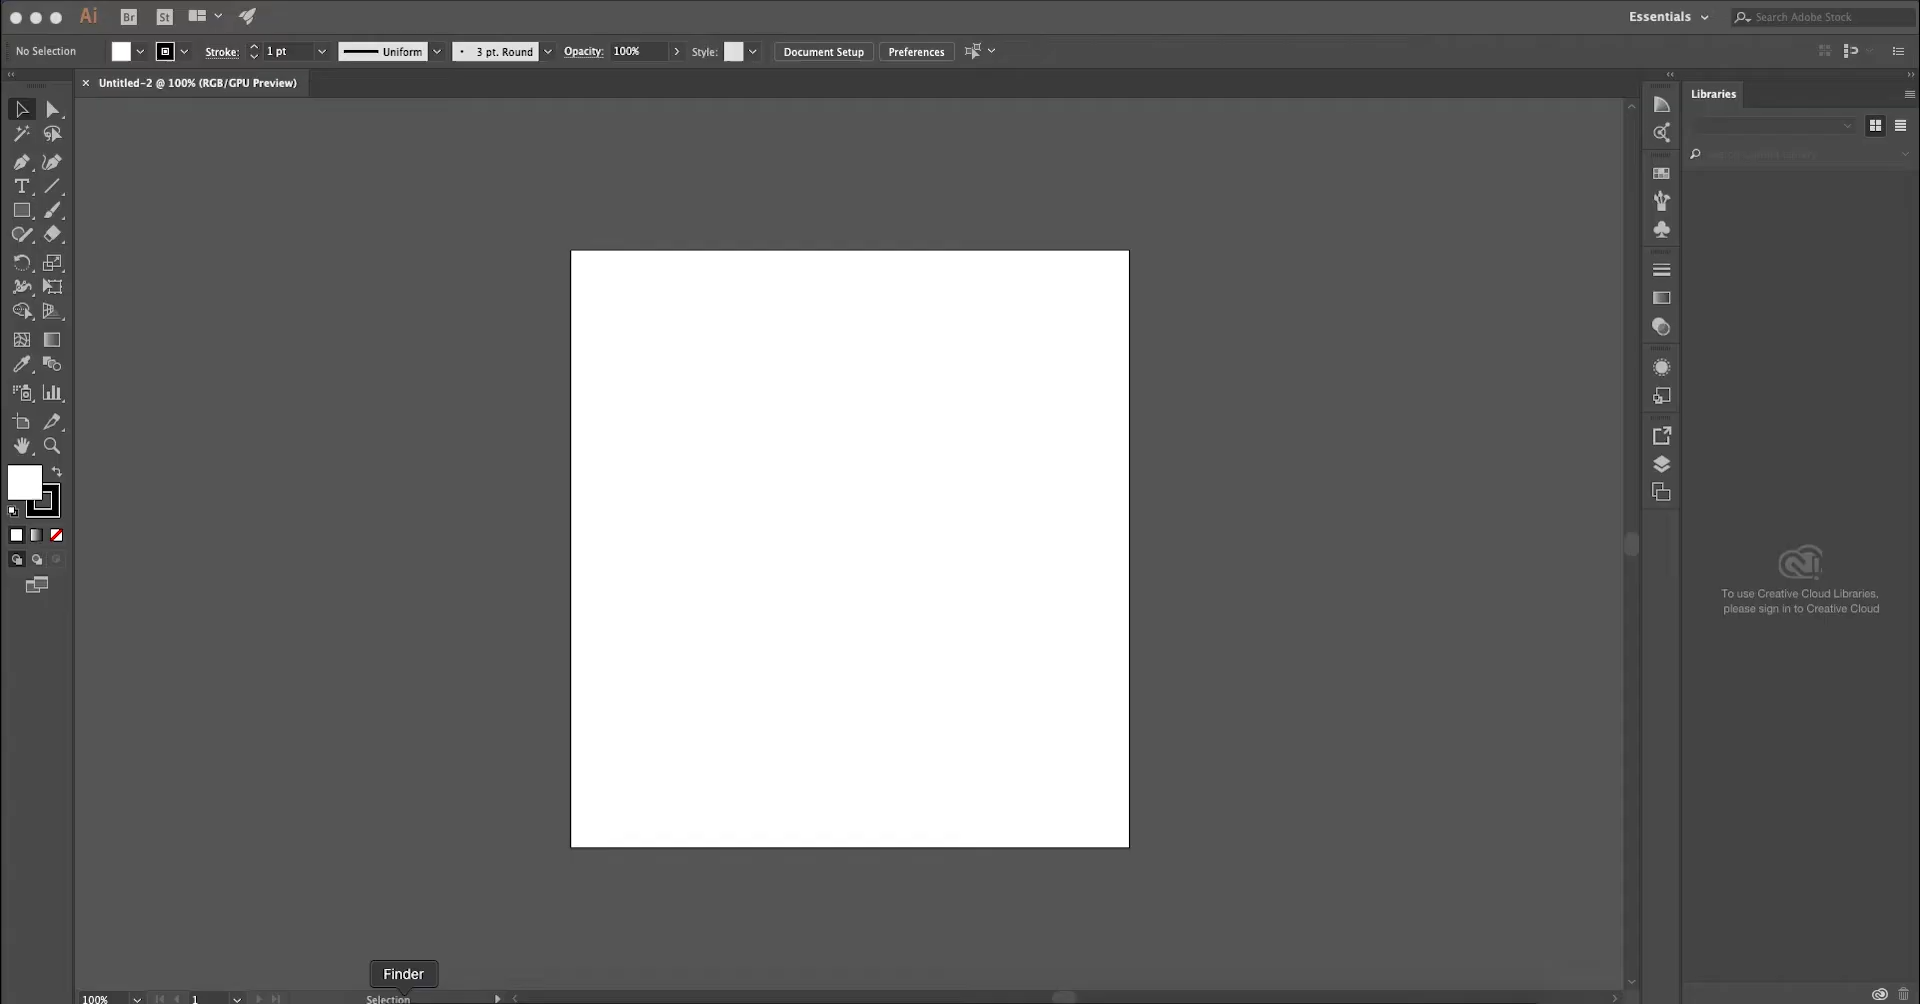 Ai Br St Essentials Search Adobe Stock
No Selection Stroke: 1 pt Uniform 3 pt. Round Opacity: 100% Style: Document Setup Preferences
× Untitled-2 @ 100% (RGB/GPU Preview)
Libraries
T
To use Creative Cloud Libraries,
please sign in to Creative Cloud
Finder
100% 1 Selection